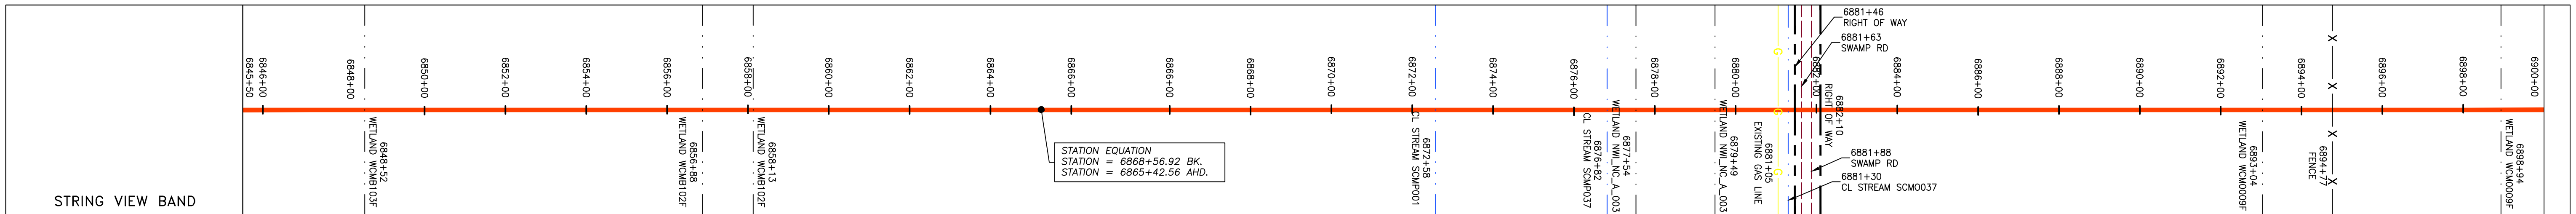 6845+50
6846+00
6848+00
6850+00
6852+00
6854+00
6856+00
6858+00
6860+00
6862+00
6864+00
6866+00
6866+00
6868+00
6870+00
6872+00
6874+00
6876+00
6878+00
6880+00
6882+00
6884+00
6886+00
6888+00
6890+00
6892+00
6894+00
6896+00
6898+00
6900+00
6848+52
WETLAND WCMB103F
6856+88
WETLAND WCMB102F
6858+13
WETLAND WCMB102F
STATION EQUATION
STATION = 6868+56.92 BK.
STATION = 6865+42.56 AHD.
6872+58
CL STREAM SCMP001
6876+82
CL STREAM SCMP037
6877+54
WETLAND NWI_NC_A_003
6879+49
WETLAND NWI_NC_A_003
6881+05
EXISTING GAS LINE
G
G
G
6881+46
RIGHT OF WAY
6881+63
SWAMP RD
6882+10
RIGHT OF WAY
6881+88
SWAMP RD
6881+30
CL STREAM SCM0037
6893+04
WETLAND WCM0009F
6894+77
FENCE
X
X
X
X
6898+94
WETLAND WCM0009F
STRING VIEW BAND